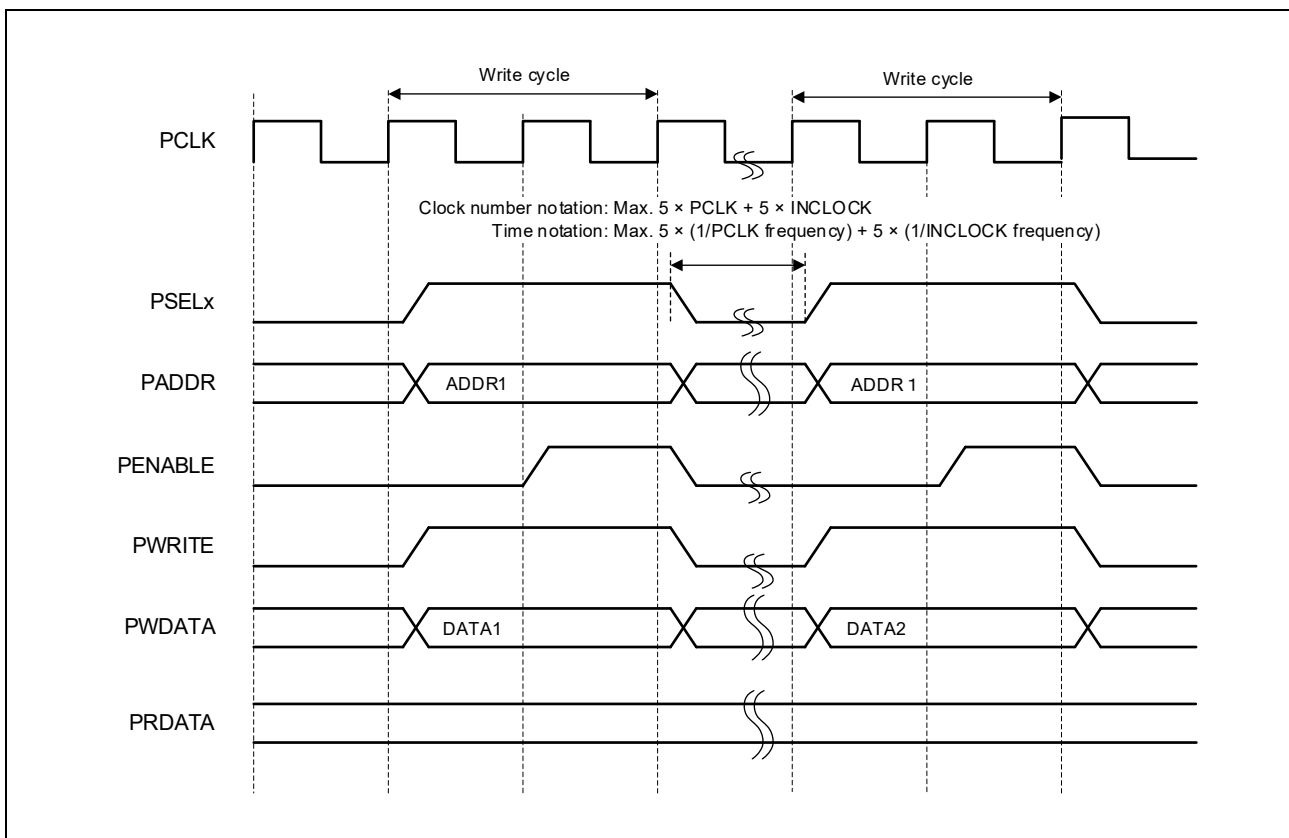 Write cycle
Write cycle
PCLK
Clock number notation: Max. 5 × PCLK + 5 × INCLOCK
Time notation: Max. 5 × (1/PCLK frequency) + 5 × (1/INCLOCK frequency)
PSELx
PADDR
ADDR1
ADDR 1
PENABLE
PWRITE
PWDATA
DATA1
DATA2
PRDATA